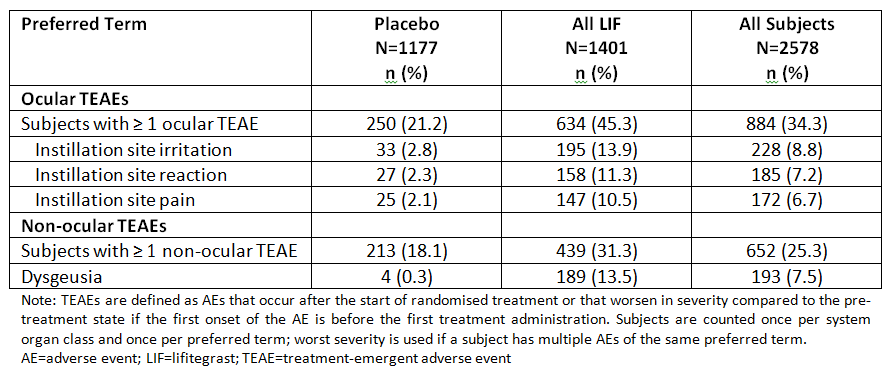 Preferred Term Placebo All LIF All Subjects
N=1177 N=1401 N=2578
n (%) n (%) n (%)
Ocular TEAEs
Subjects with ≥ 1 ocular TEAE 250 (21.2) 634 (45.3) 884 (34.3)
Instillation site irritation 33 (2.8) 195 (13.9) 228 (8.8)
Instillation site reaction 27 (2.3) 158 (11.3) 185 (7.2)
Instillation site pain 25 (2.1) 147 (10.5) 172 (6.7)
Non-ocular TEAEs
Subjects with ≥ 1 non-ocular TEAE 213 (18.1) 439 (31.3) 652 (25.3)
Dysgeusia 4 (0.3) 189 (13.5) 193 (7.5)
Note: TEAEs are defined as AEs that occur after the start of randomised treatment or that worsen in severity compared to the pre-
treatment state if the first onset of the AE is before the first treatment administration. Subjects are counted once per system
organ class and once per preferred term; worst severity is used if a subject has multiple AEs of the same preferred term.
AE=adverse event; LIF=lifitegrast; TEAE=treatment-emergent adverse event